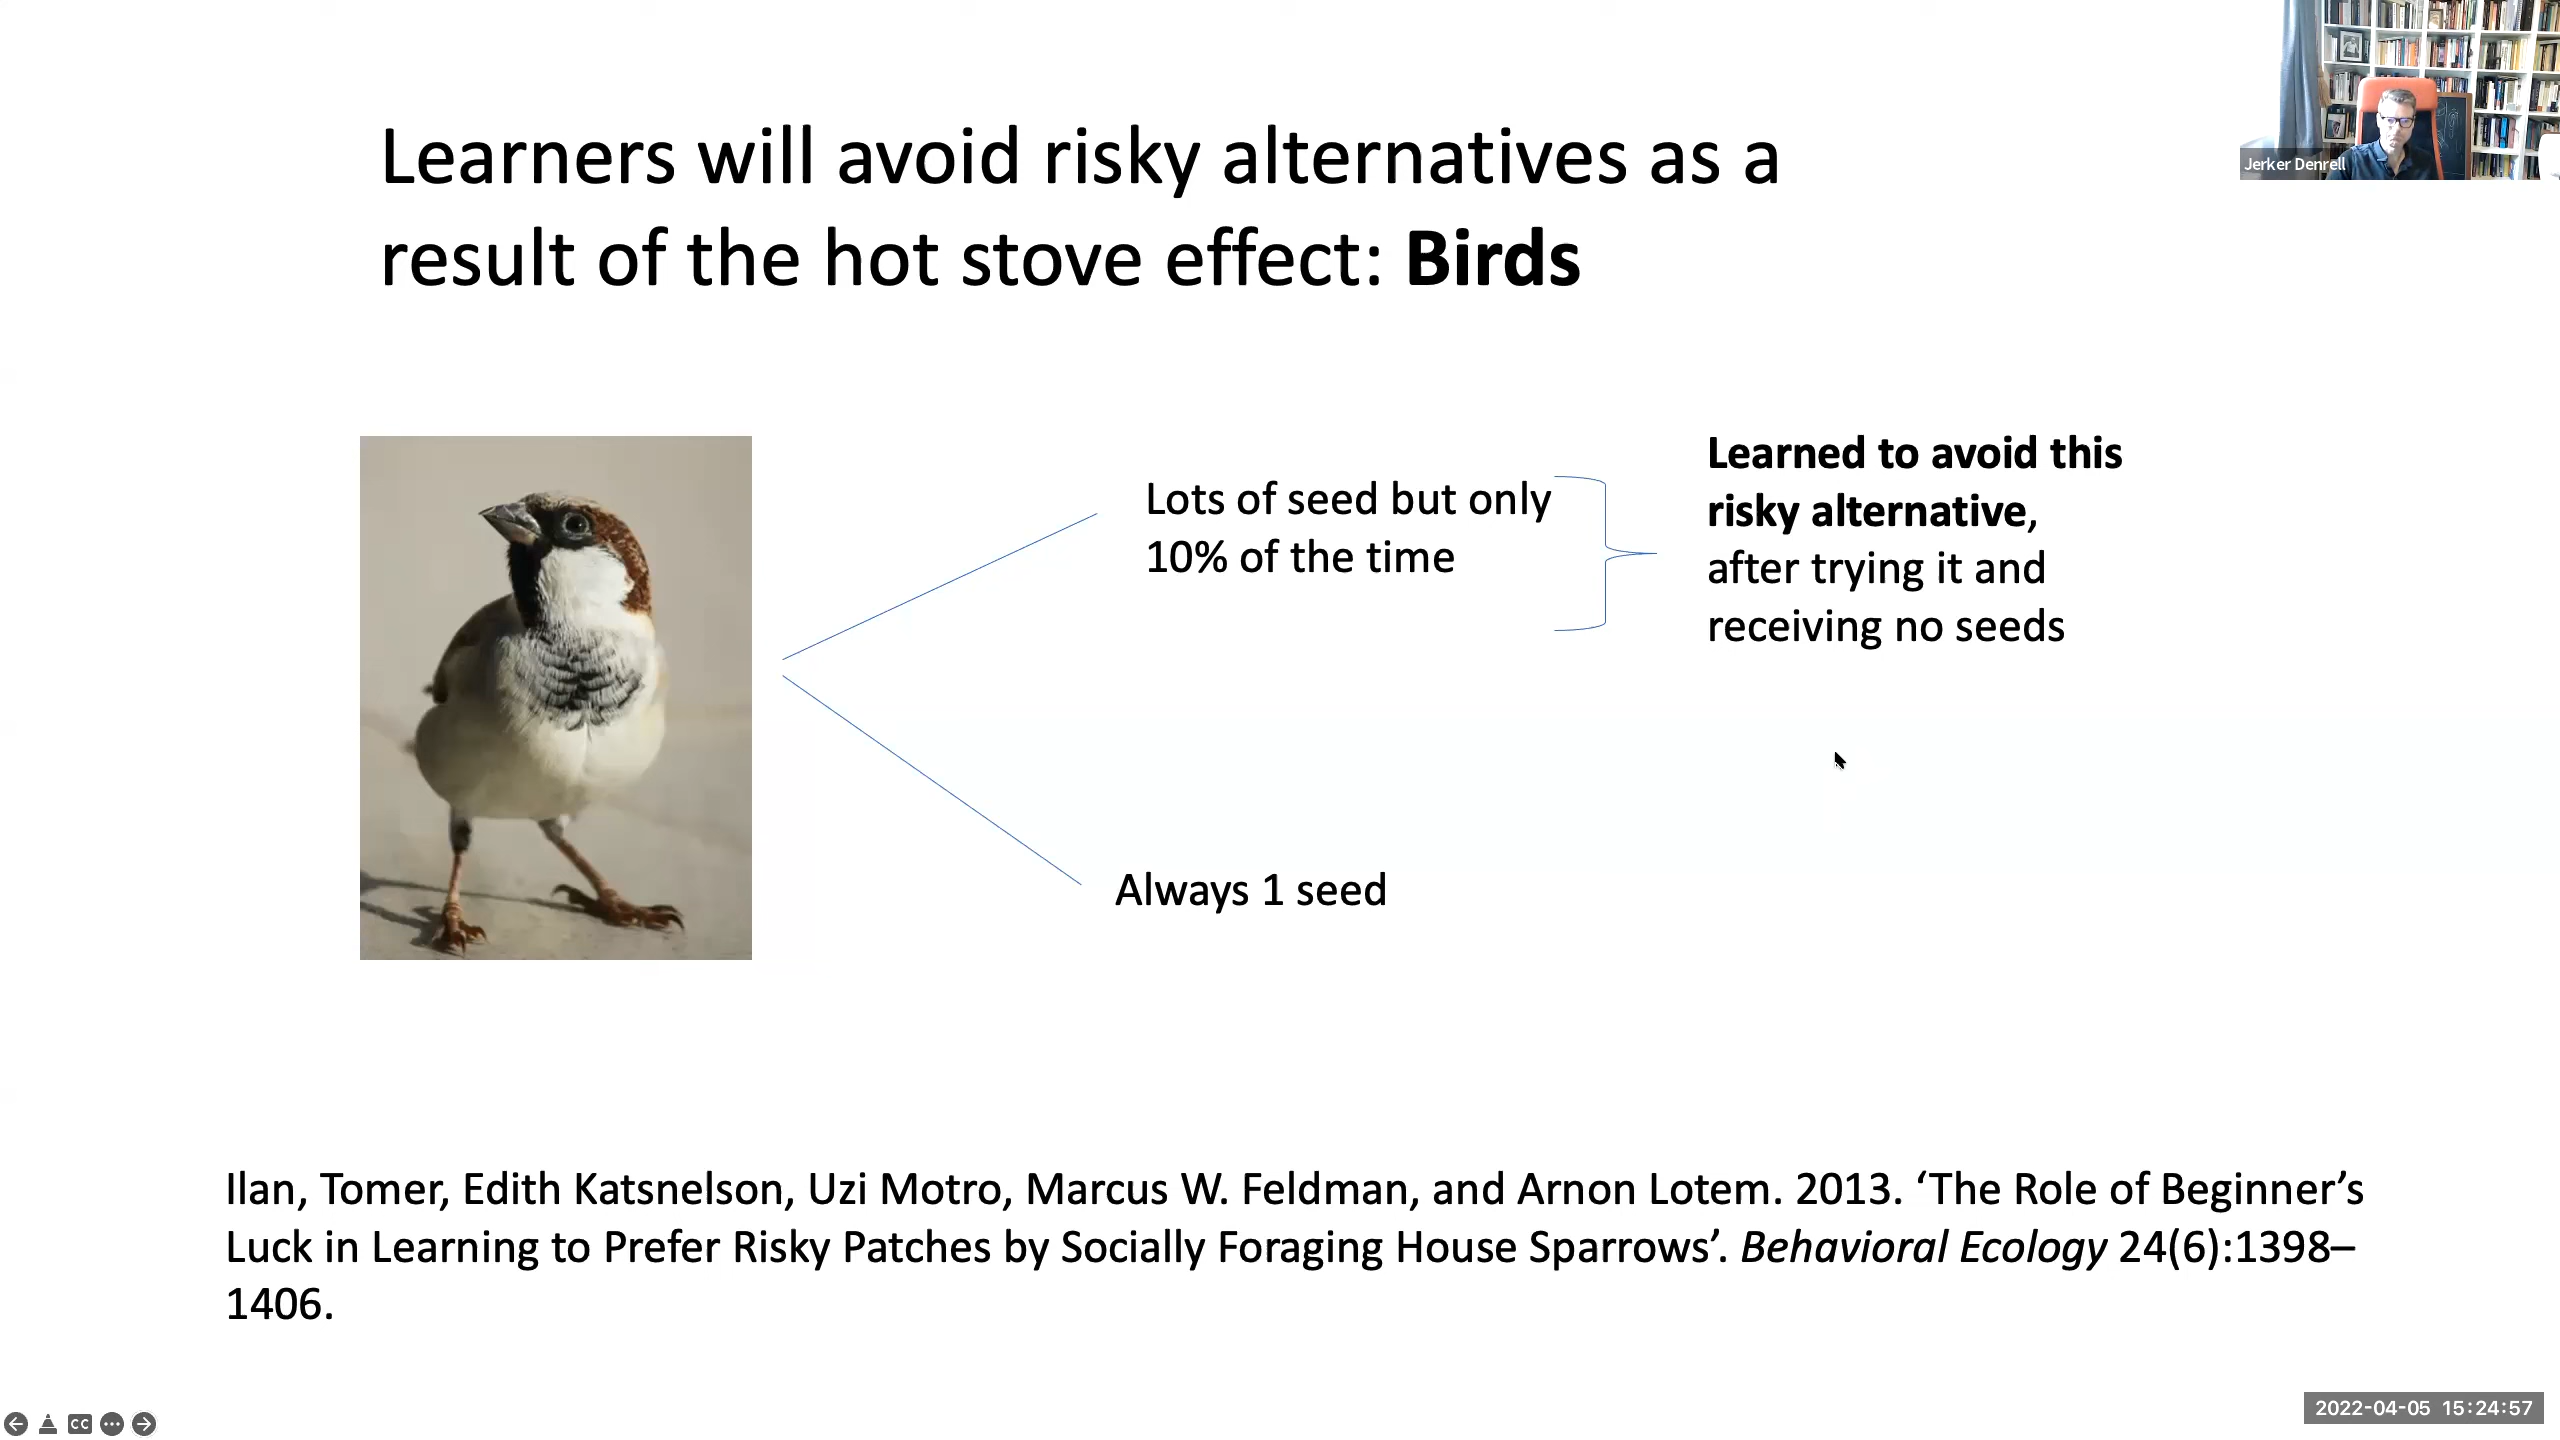 Learners will avoid risky alternatives as a
result of the hot stove effect: Birds
Jerker Denrell
Lots of seed but only
10% of the time
Learned to avoid this
risky alternative,
after trying it and
receiving no seeds
Always 1 seed
Ilan, Tomer, Edith Katsnelson, Uzi Motro, Marcus W. Feldman, and Arnon Lotem. 2013. ‘The Role of Beginner’s
Luck in Learning to Prefer Risky Patches by Socially Foraging House Sparrows’. Behavioral Ecology 24(6):1398–
1406.
CC
2022-04-05 15:24:57